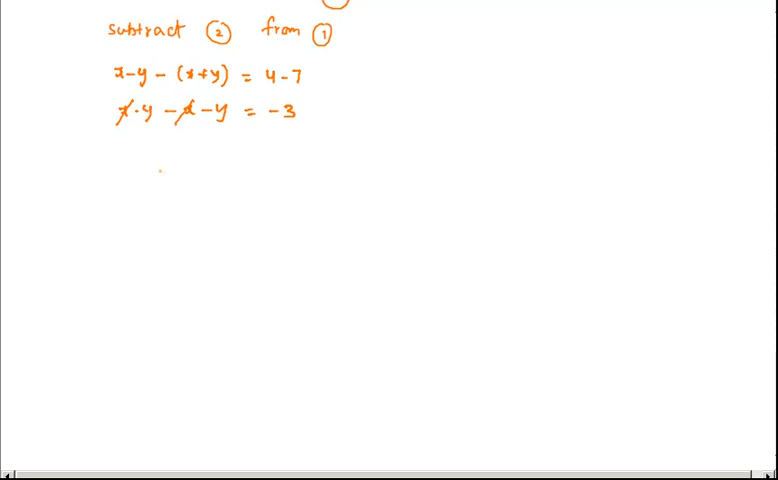 subtract ② from ①
x-y - (x+y) = 4-7
x-y - x - y = -3